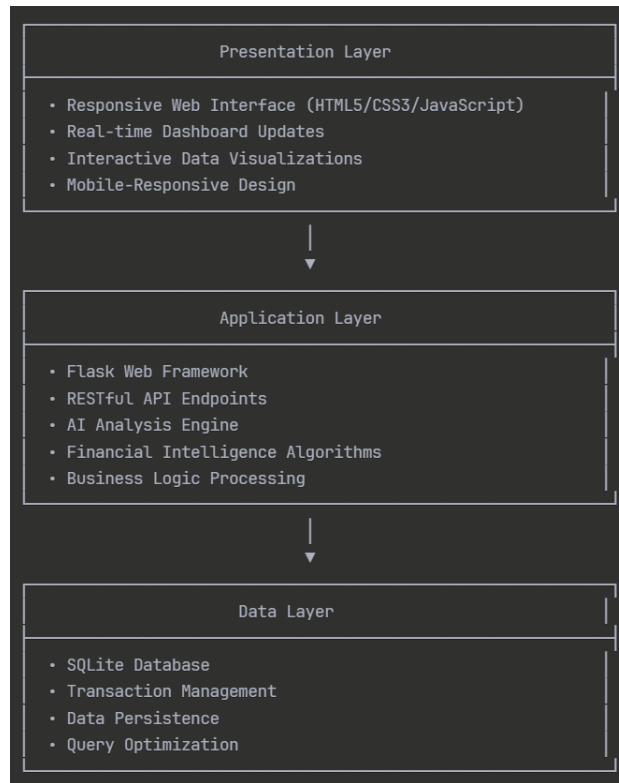 Presentation Layer
• Responsive Web Interface (HTML5/CSS3/JavaScript)
• Real-time Dashboard Updates
• Interactive Data Visualizations
• Mobile-Responsive Design
Application Layer
• Flask Web Framework
• RESTful API Endpoints
• AI Analysis Engine
• Financial Intelligence Algorithms
• Business Logic Processing
Data Layer
• SQLite Database
• Transaction Management
• Data Persistence
• Query Optimization